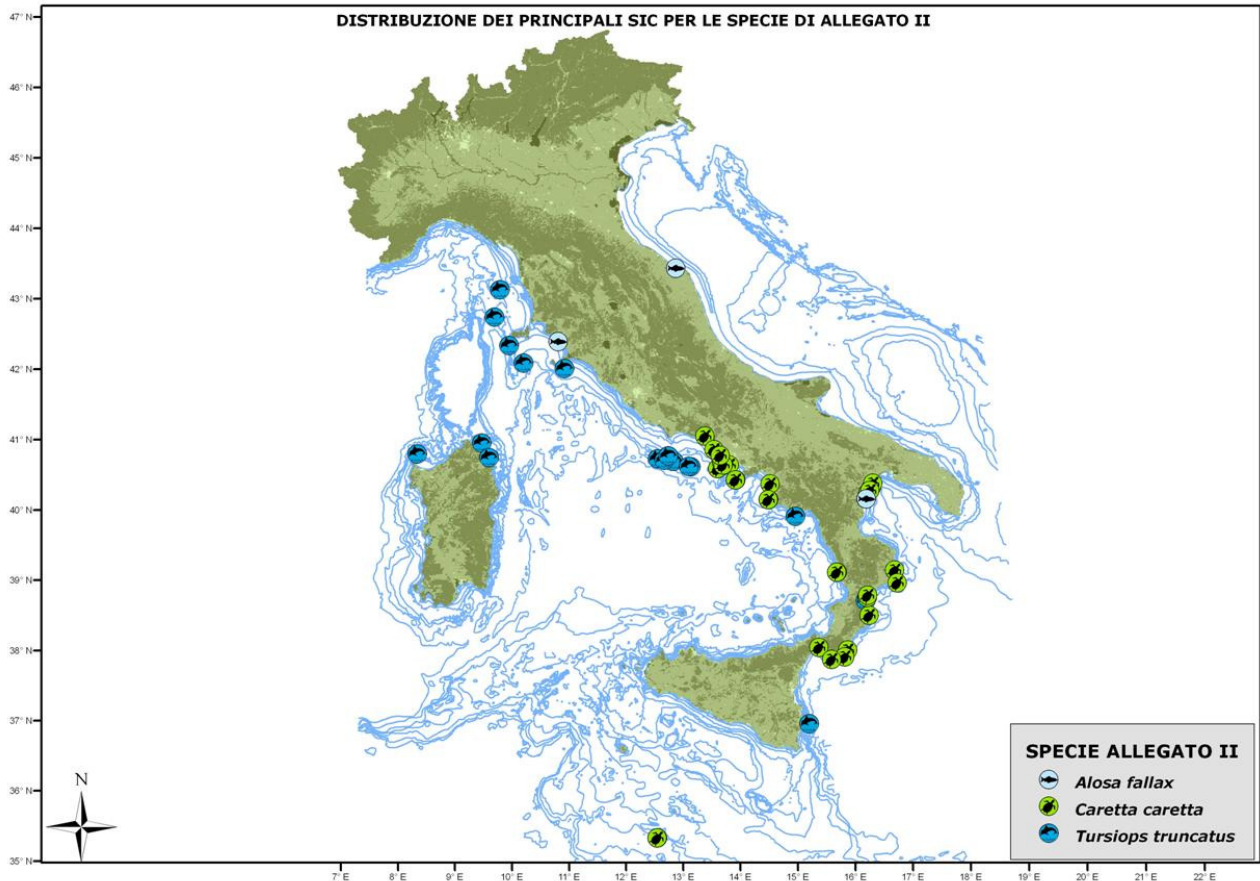 DISTRIBUZIONE DEI PRINCIPALI SIC PER LE SPECIE DI ALLEGATO II
47° N
46° N
45° N
44° N
43° N
42° N
41° N
40° N
39° N
38° N
37° N
36° N
35° N
N
SPECIE ALLEGATO II
Alosa fallax
Caretta caretta
Tursiops truncatus
7° E 8° E 9° E 10° E 11° E 12° E 13° E 14° E 15° E 16° E 17° E 18° E 19° E 20° E 21° E 22° E